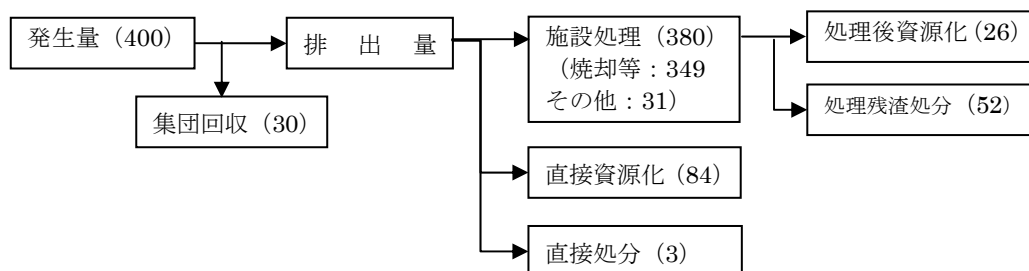 発生量（400）
排　出　量
施設処理（380）
（焼却等：349
その他：31）
処理後資源化（26）
処理残渣処分（52）
集団回収（30）
直接資源化（84）
直接処分（3）